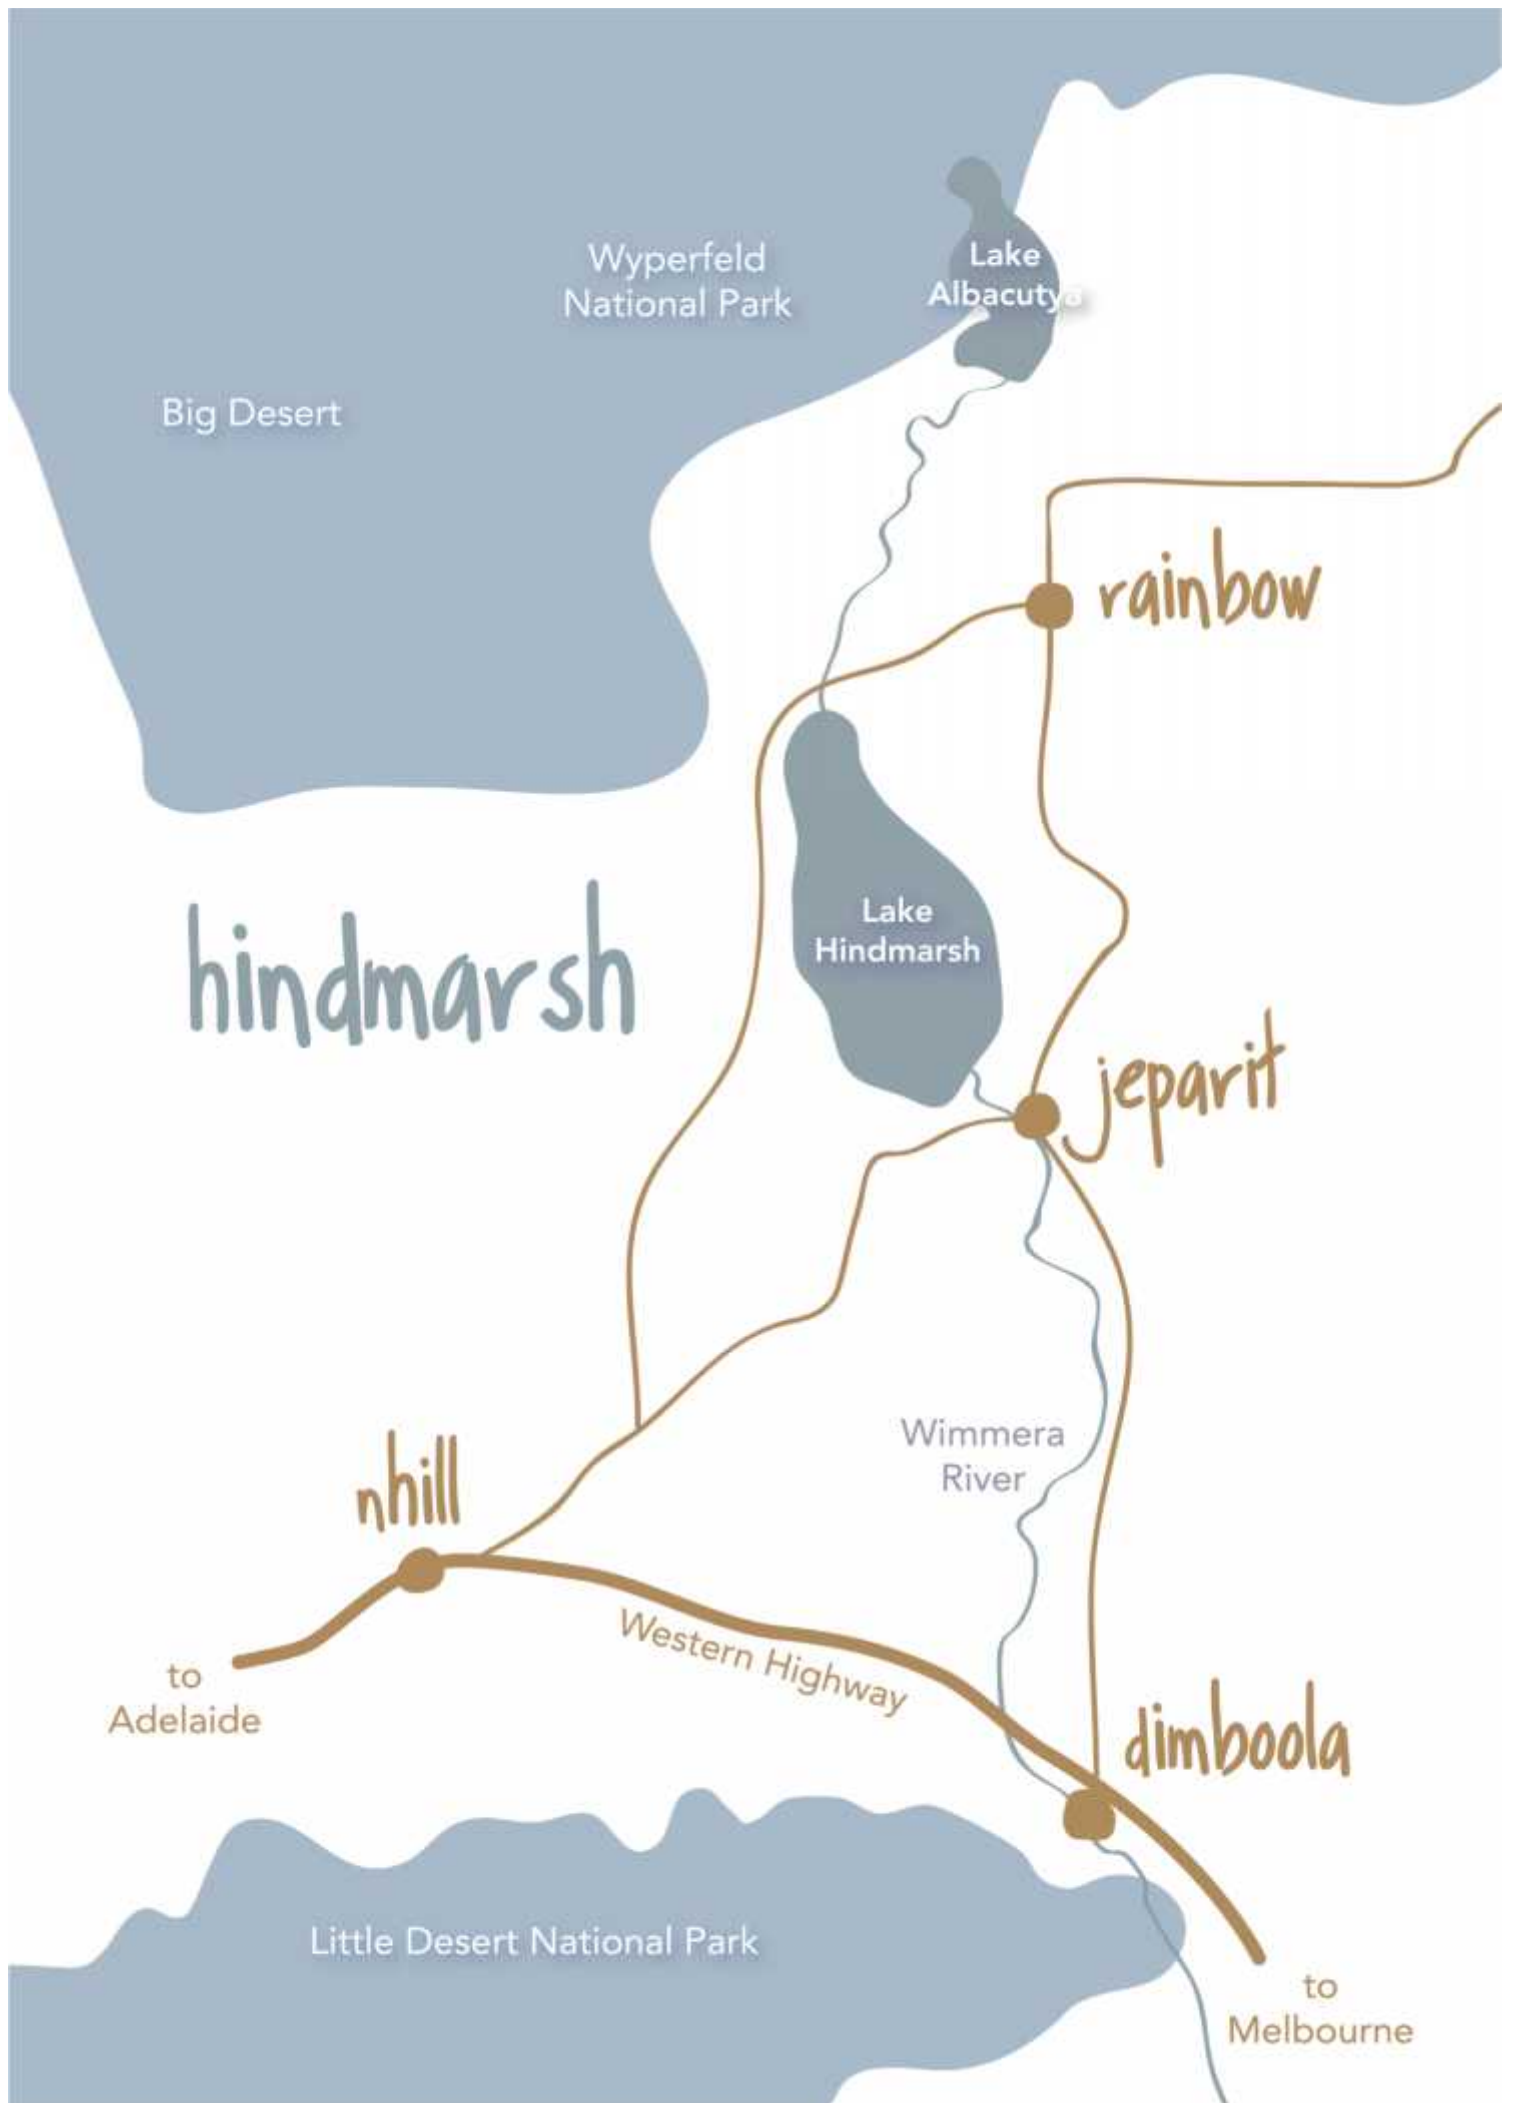 Wyperfeld
National Park
Lake
Albacutya
Big Desert
rainbow
hindmarsh
Lake
Hindmarsh
jeparit
Wimmera
River
nhill
Western Highway
to
Adelaide
dimboola
Little Desert National Park
to
Melbourne